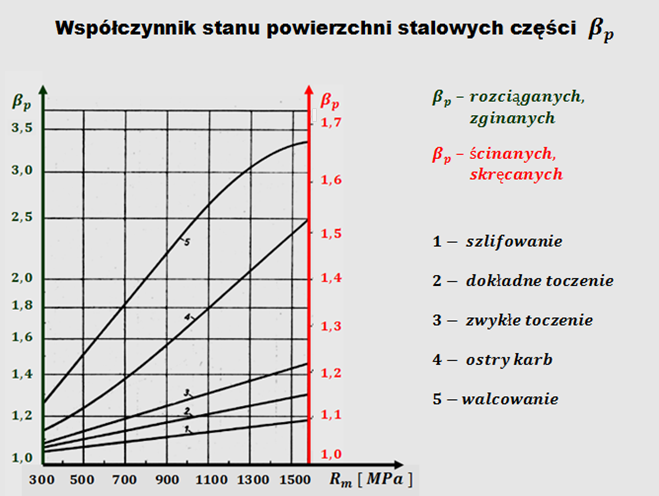 Współczynnik stanu powierzchni stalowych części βₚ
βₚ
3,5
3,0
2,5
2,0
1,8
1,6
1,4
1,2
1,0
βₚ
1,7
1,6
1,5
1,4
1,3
1,2
1,1
1,0
5
4
3
2
1
300 500 700 900 1100 1300 1500 Rₘ [ MPa ]
βₚ – rozciąganych,
zginanych
βₚ – ścinanych,
skręcanych
1 – szlifowanie
2 – dokładne toczenie
3 – zwykłe toczenie
4 – ostry karb
5 – walcowanie